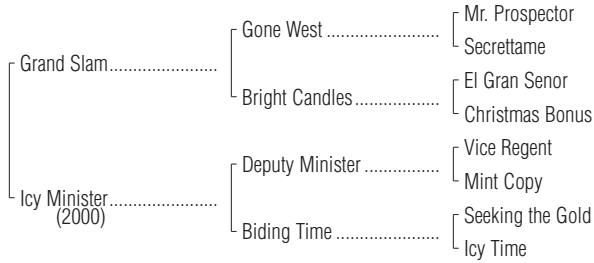 Mr. Prospector
Gone West ....................
Secrettame
Grand Slam......................
El Gran Senor
Bright Candles................
Christmas Bonus
Vice Regent
Deputy Minister ..............
Mint Copy
Icy Minister......................
(2000)
Seeking the Gold
Biding Time ...................
Icy Time